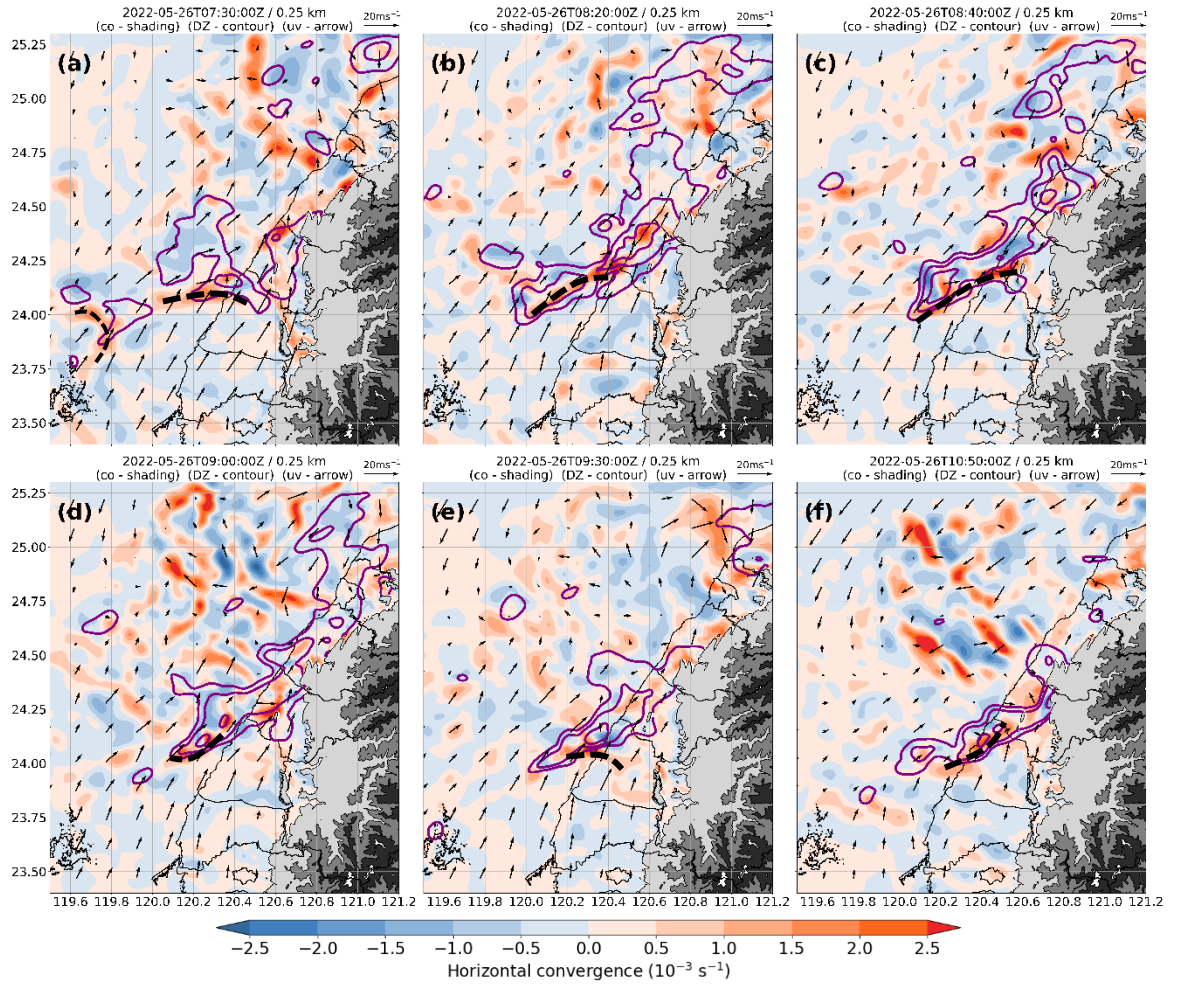 2022-05-26T07:30:00Z / 0.25 km
(co - shading) (DZ - contour) (uv - arrow)
20ms⁻¹
(a)
2022-05-26T08:20:00Z / 0.25 km
(co - shading) (DZ - contour) (uv - arrow)
20ms⁻¹
(b)
2022-05-26T08:40:00Z / 0.25 km
(co - shading) (DZ - contour) (uv - arrow)
20ms⁻¹
(c)
25.25
25.00
24.75
24.50
24.25
24.00
23.75
23.50
2022-05-26T09:00:00Z / 0.25 km
(co - shading) (DZ - contour) (uv - arrow)
20ms⁻¹
(d)
2022-05-26T09:30:00Z / 0.25 km
(co - shading) (DZ - contour) (uv - arrow)
20ms⁻¹
(e)
2022-05-26T10:50:00Z / 0.25 km
(co - shading) (DZ - contour) (uv - arrow)
20ms⁻¹
(f)
25.25
25.00
24.75
24.50
24.25
24.00
23.75
23.50
119.6 119.8 120.0 120.2 120.4 120.6 120.8 121.0 121.2
119.6 119.8 120.0 120.2 120.4 120.6 120.8 121.0 121.2
119.6 119.8 120.0 120.2 120.4 120.6 120.8 121.0 121.2
−2.5 −2.0 −1.5 −1.0 −0.5 0.0 0.5 1.0 1.5 2.0 2.5
Horizontal convergence (10⁻³ s⁻¹)